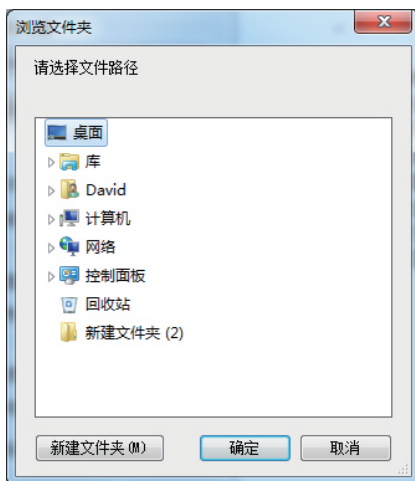 浏览文件夹
请选择文件路径
桌面
库
David
计算机
网络
控制面板
回收站
新建文件夹 (2)
新建文件夹(M) 确定 取消